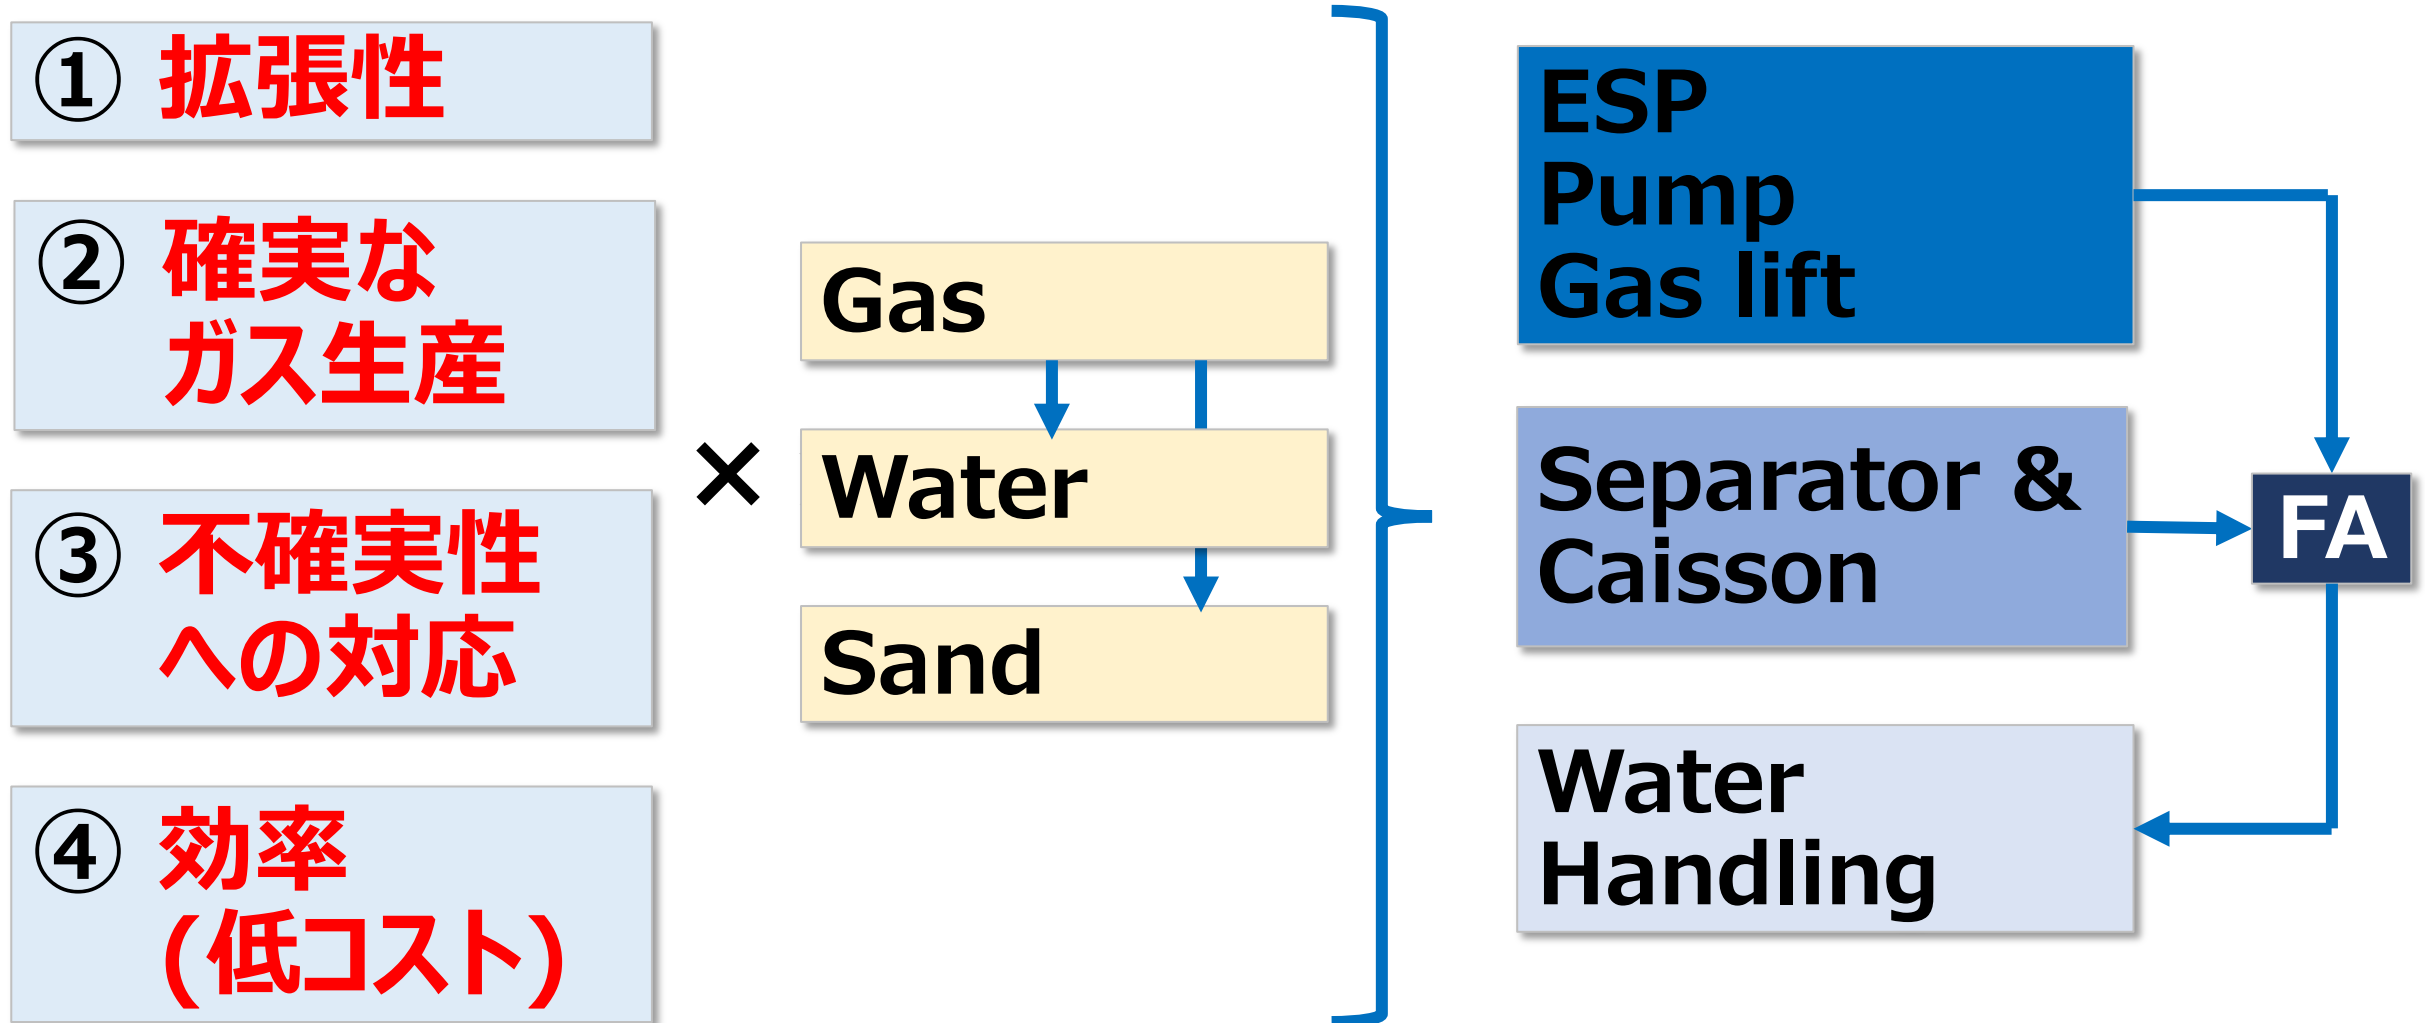 ① 拡張性
② 確実な
ガス生産
③ 不確実性
への対応
④ 効率
(低コスト)
×
Gas
Water
Sand
ESP
Pump
Gas lift
Separator &
Caisson
Water
Handling
FA